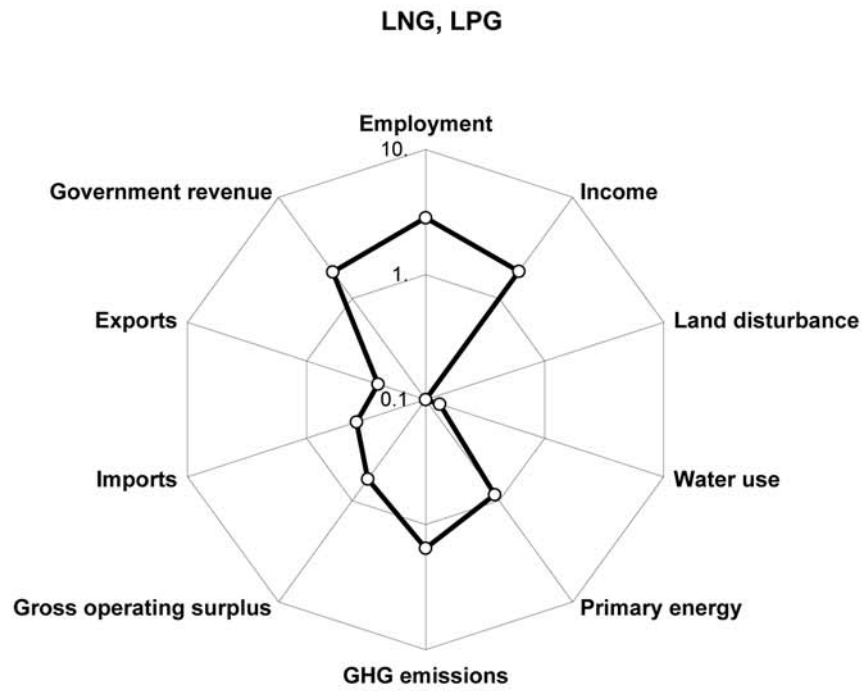 LNG, LPG
Employment
10.
Government revenue
Income
1.
Exports
Land disturbance
0.1
Imports
Water use
Gross operating surplus
Primary energy
GHG emissions